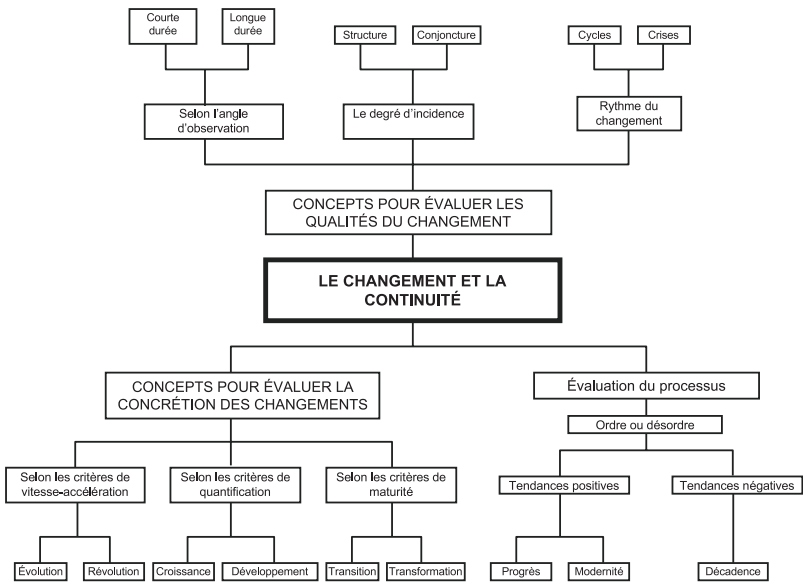 Courte
durée
Longue
durée
Structure
Conjoncture
Cycles
Crises
Selon l'angle
d'observation
Le degré d'incidence
Rythme du
changement
CONCEPTS POUR ÉVALUER LES
QUALITÉS DU CHANGEMENT
LE CHANGEMENT ET LA
CONTINUITÉ
CONCEPTS POUR ÉVALUER LA
CONCRÉTION DES CHANGEMENTS
Évaluation du processus
Ordre ou désordre
Selon les critères de
vitesse-accélération
Selon les critères de
quantification
Selon les critères de
maturité
Tendances positives
Tendances négatives
Évolution
Révolution
Croissance
Développement
Transition
Transformation
Progrès
Modernité
Décadence